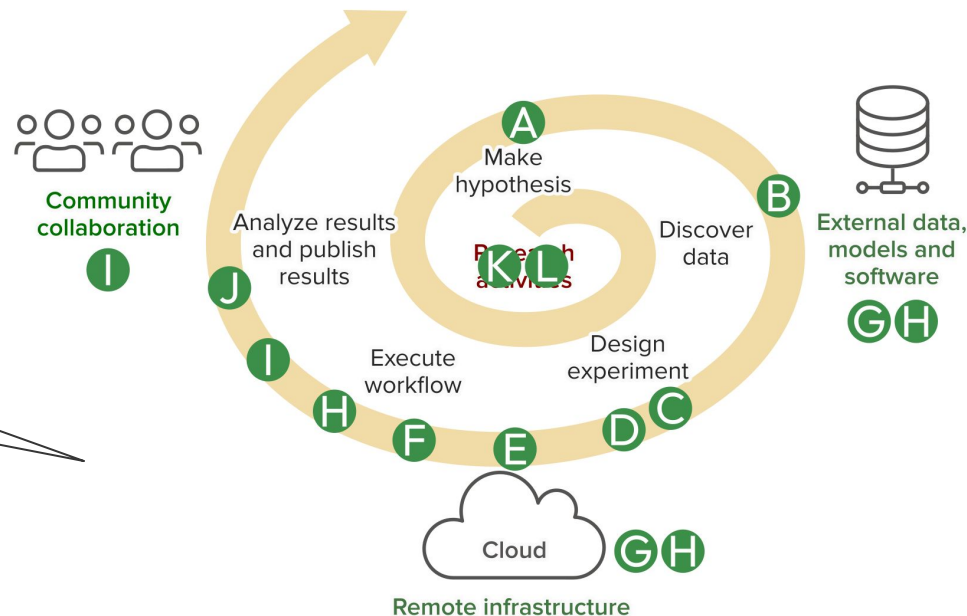 A
Make
hypothesis
B
Discover
data
Analyze results
and publish
results
K L
activities
Community
collaboration
I
External data,
models and
software
G H
J
Design
experiment
Execute
workflow
I
H
F
E
D
C
Cloud
G H
Remote infrastructure